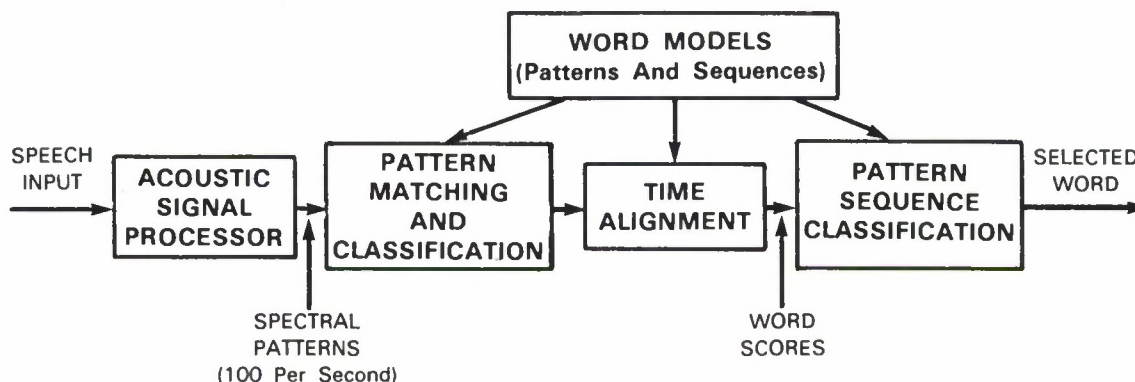 WORD MODELS
(Patterns And Sequences)
SPEECH
INPUT
ACOUSTIC
SIGNAL
PROCESSOR
PATTERN
MATCHING
AND
CLASSIFICATION
TIME
ALIGNMENT
PATTERN
SEQUENCE
CLASSIFICATION
SELECTED
WORD
SPECTRAL
PATTERNS
(100 Per Second)
WORD
SCORES